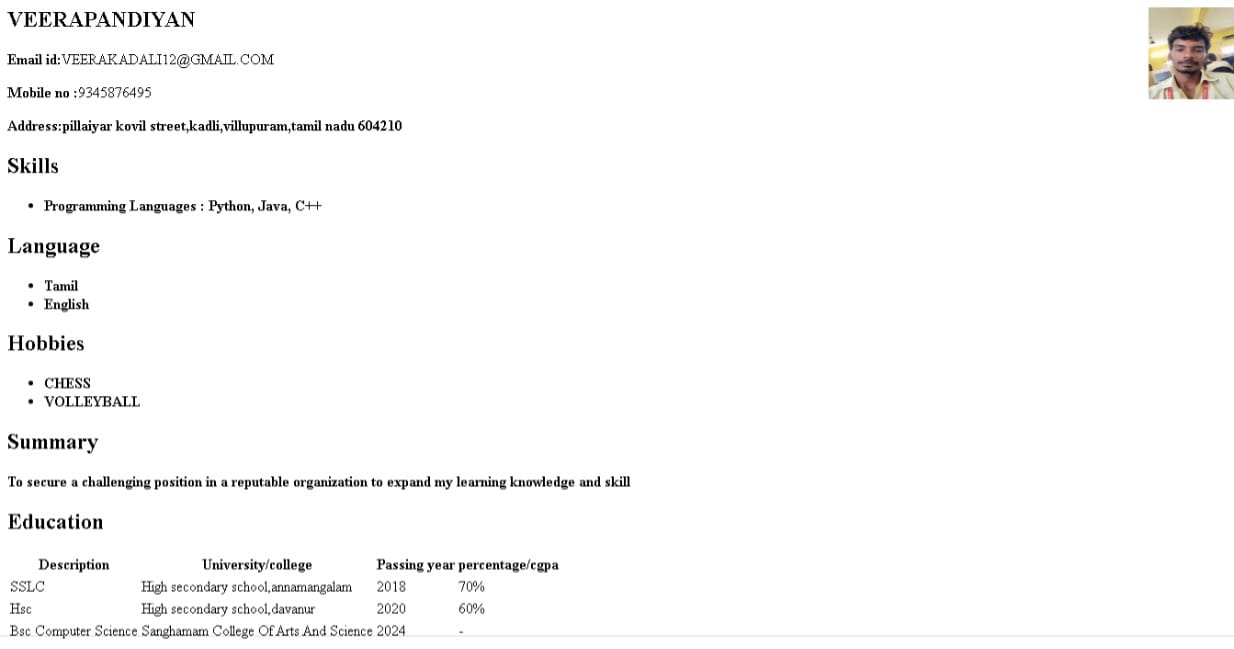 VEERAPANDIYAN
Email id:VEERAKADALI12@GMAIL.COM
Mobile no :9345876495
Address:pillaiyar kovil street,kadli,villupuram,tamil nadu 604210
Skills
• Programming Languages : Python, Java, C++
Language
• Tamil
• English
Hobbies
• CHESS
• VOLLEYBALL
Summary
To secure a challenging position in a reputable organization to expand my learning knowledge and skill
Education
Description University/college Passing year percentage/cgpa
SSLC High secondary school,annamangalam 2018 70%
Hsc High secondary school,davanur 2020 60%
Bsc Computer Science Sanghamam College Of Arts And Science 2024 -